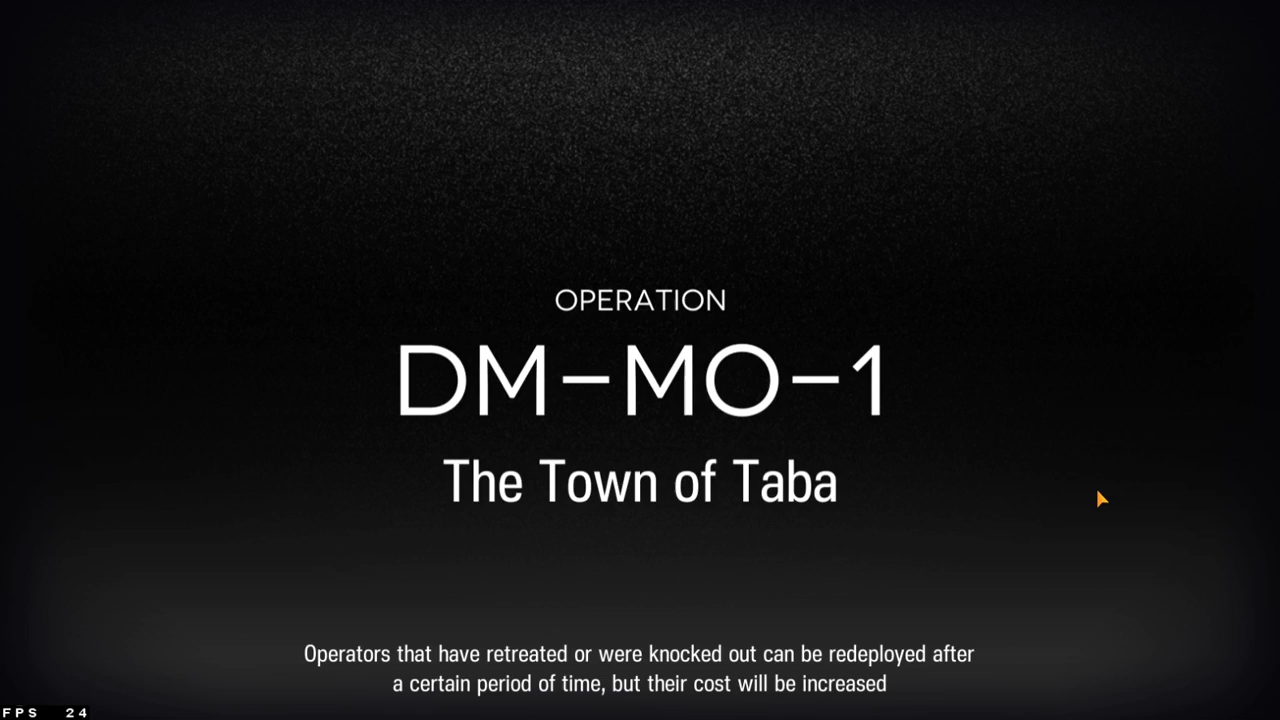 OPERATION
DM-MO-1
The Town of Taba
Operators that have retreated or were knocked out can be redeployed after
a certain period of time, but their cost will be increased
FPS 24